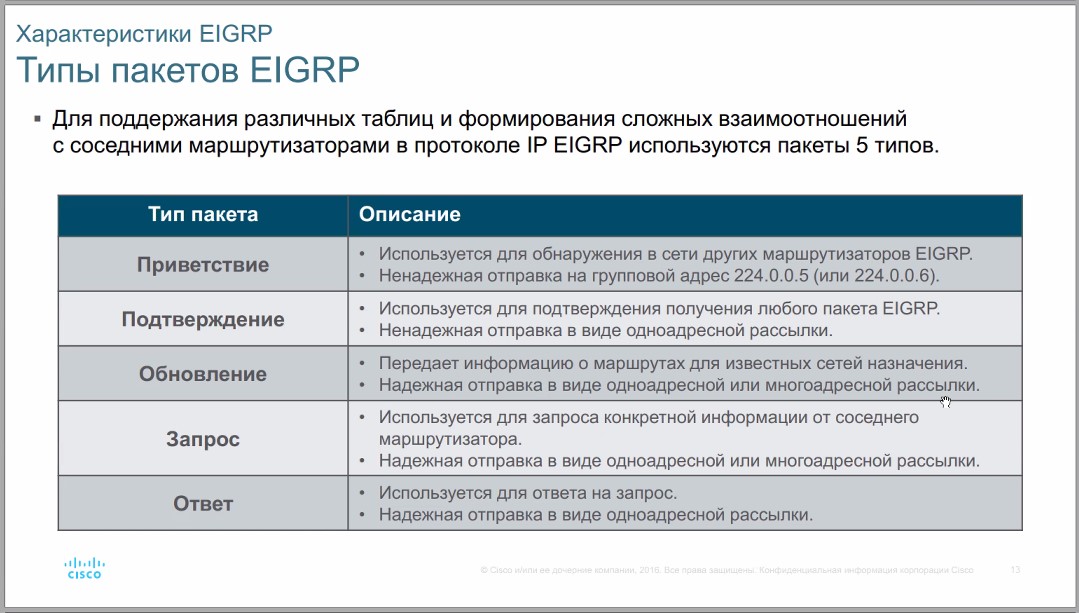 Характеристики EIGRP
Типы пакетов EIGRP
▪ Для поддержания различных таблиц и формирования сложных взаимоотношений
с соседними маршрутизаторами в протоколе IP EIGRP используются пакеты 5 типов.
Тип пакета Описание
Приветствие
• Используется для обнаружения в сети других маршрутизаторов EIGRP.
• Ненадежная отправка на групповой адрес 224.0.0.5 (или 224.0.0.6).
Подтверждение
• Используется для подтверждения получения любого пакета EIGRP.
• Ненадежная отправка в виде одноадресной рассылки.
Обновление
• Передает информацию о маршрутах для известных сетей назначения.
• Надежная отправка в виде одноадресной или многоадресной рассылки.
Запрос
• Используется для запроса конкретной информации от соседнего
маршрутизатора.
• Надежная отправка в виде одноадресной или многоадресной рассылки.
Ответ
• Используется для ответа на запрос.
• Надежная отправка в виде одноадресной рассылки.
CISCO
© Cisco и/или ее дочерние компании, 2016. Все права защищены. Конфиденциальная информация корпорации Cisco 13